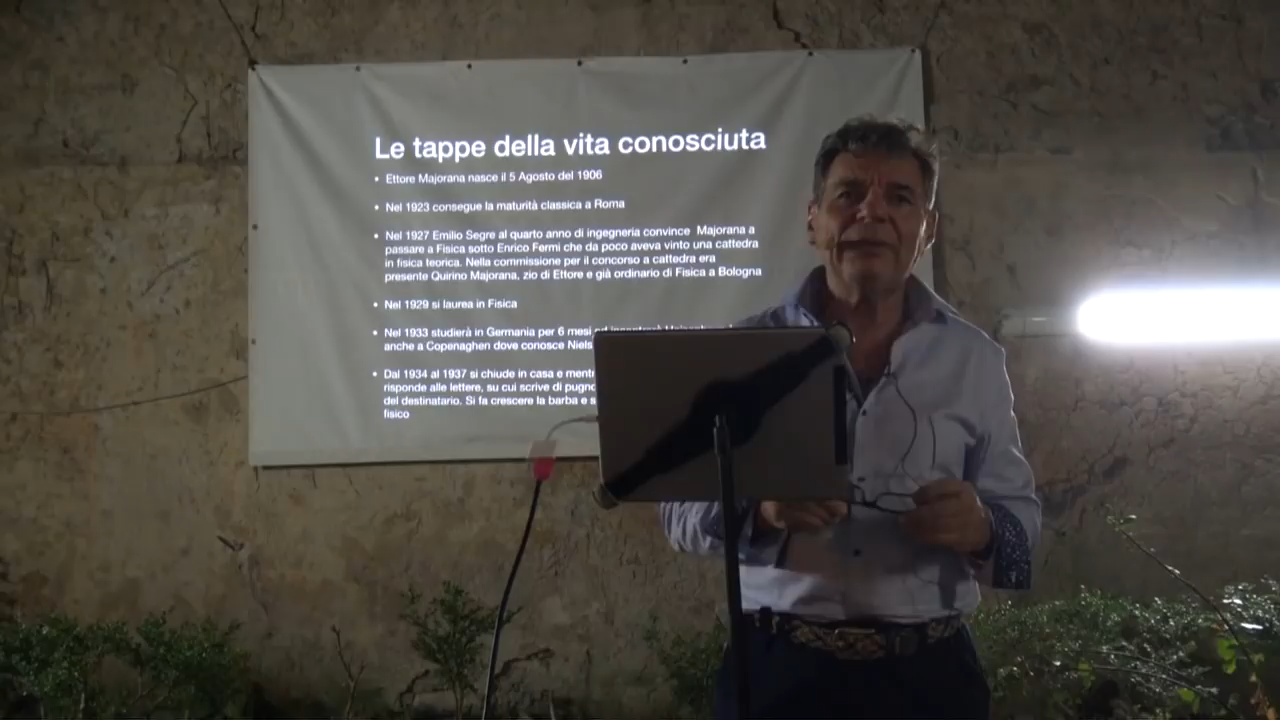 Le tappe della vita conosciuta
• Ettore Majorana nasce il 5 Agosto del 1906
• Nel 1923 consegue la maturità classica a Roma
• Nel 1927 Emilio Segre al quarto anno di ingegneria convince Majorana a
passare a Fisica sotto Enrico Fermi che da poco aveva vinto una cattedra
in fisica teorica. Nella commissione per il concorso a cattedra era
presente Quirino Majorana, zio di Ettore e già ordinario di Fisica a Bologna
• Nel 1929 si laurea in Fisica
• Nel 1933 studierà in Germania per 6 mesi
anche a Copenaghen dove conosce Niels
• Dal 1934 al 1937 si chiude in casa e
risponde alle lettere, su cui scrive di pugno
del destinatario. Si fa crescere la barba e
fisico